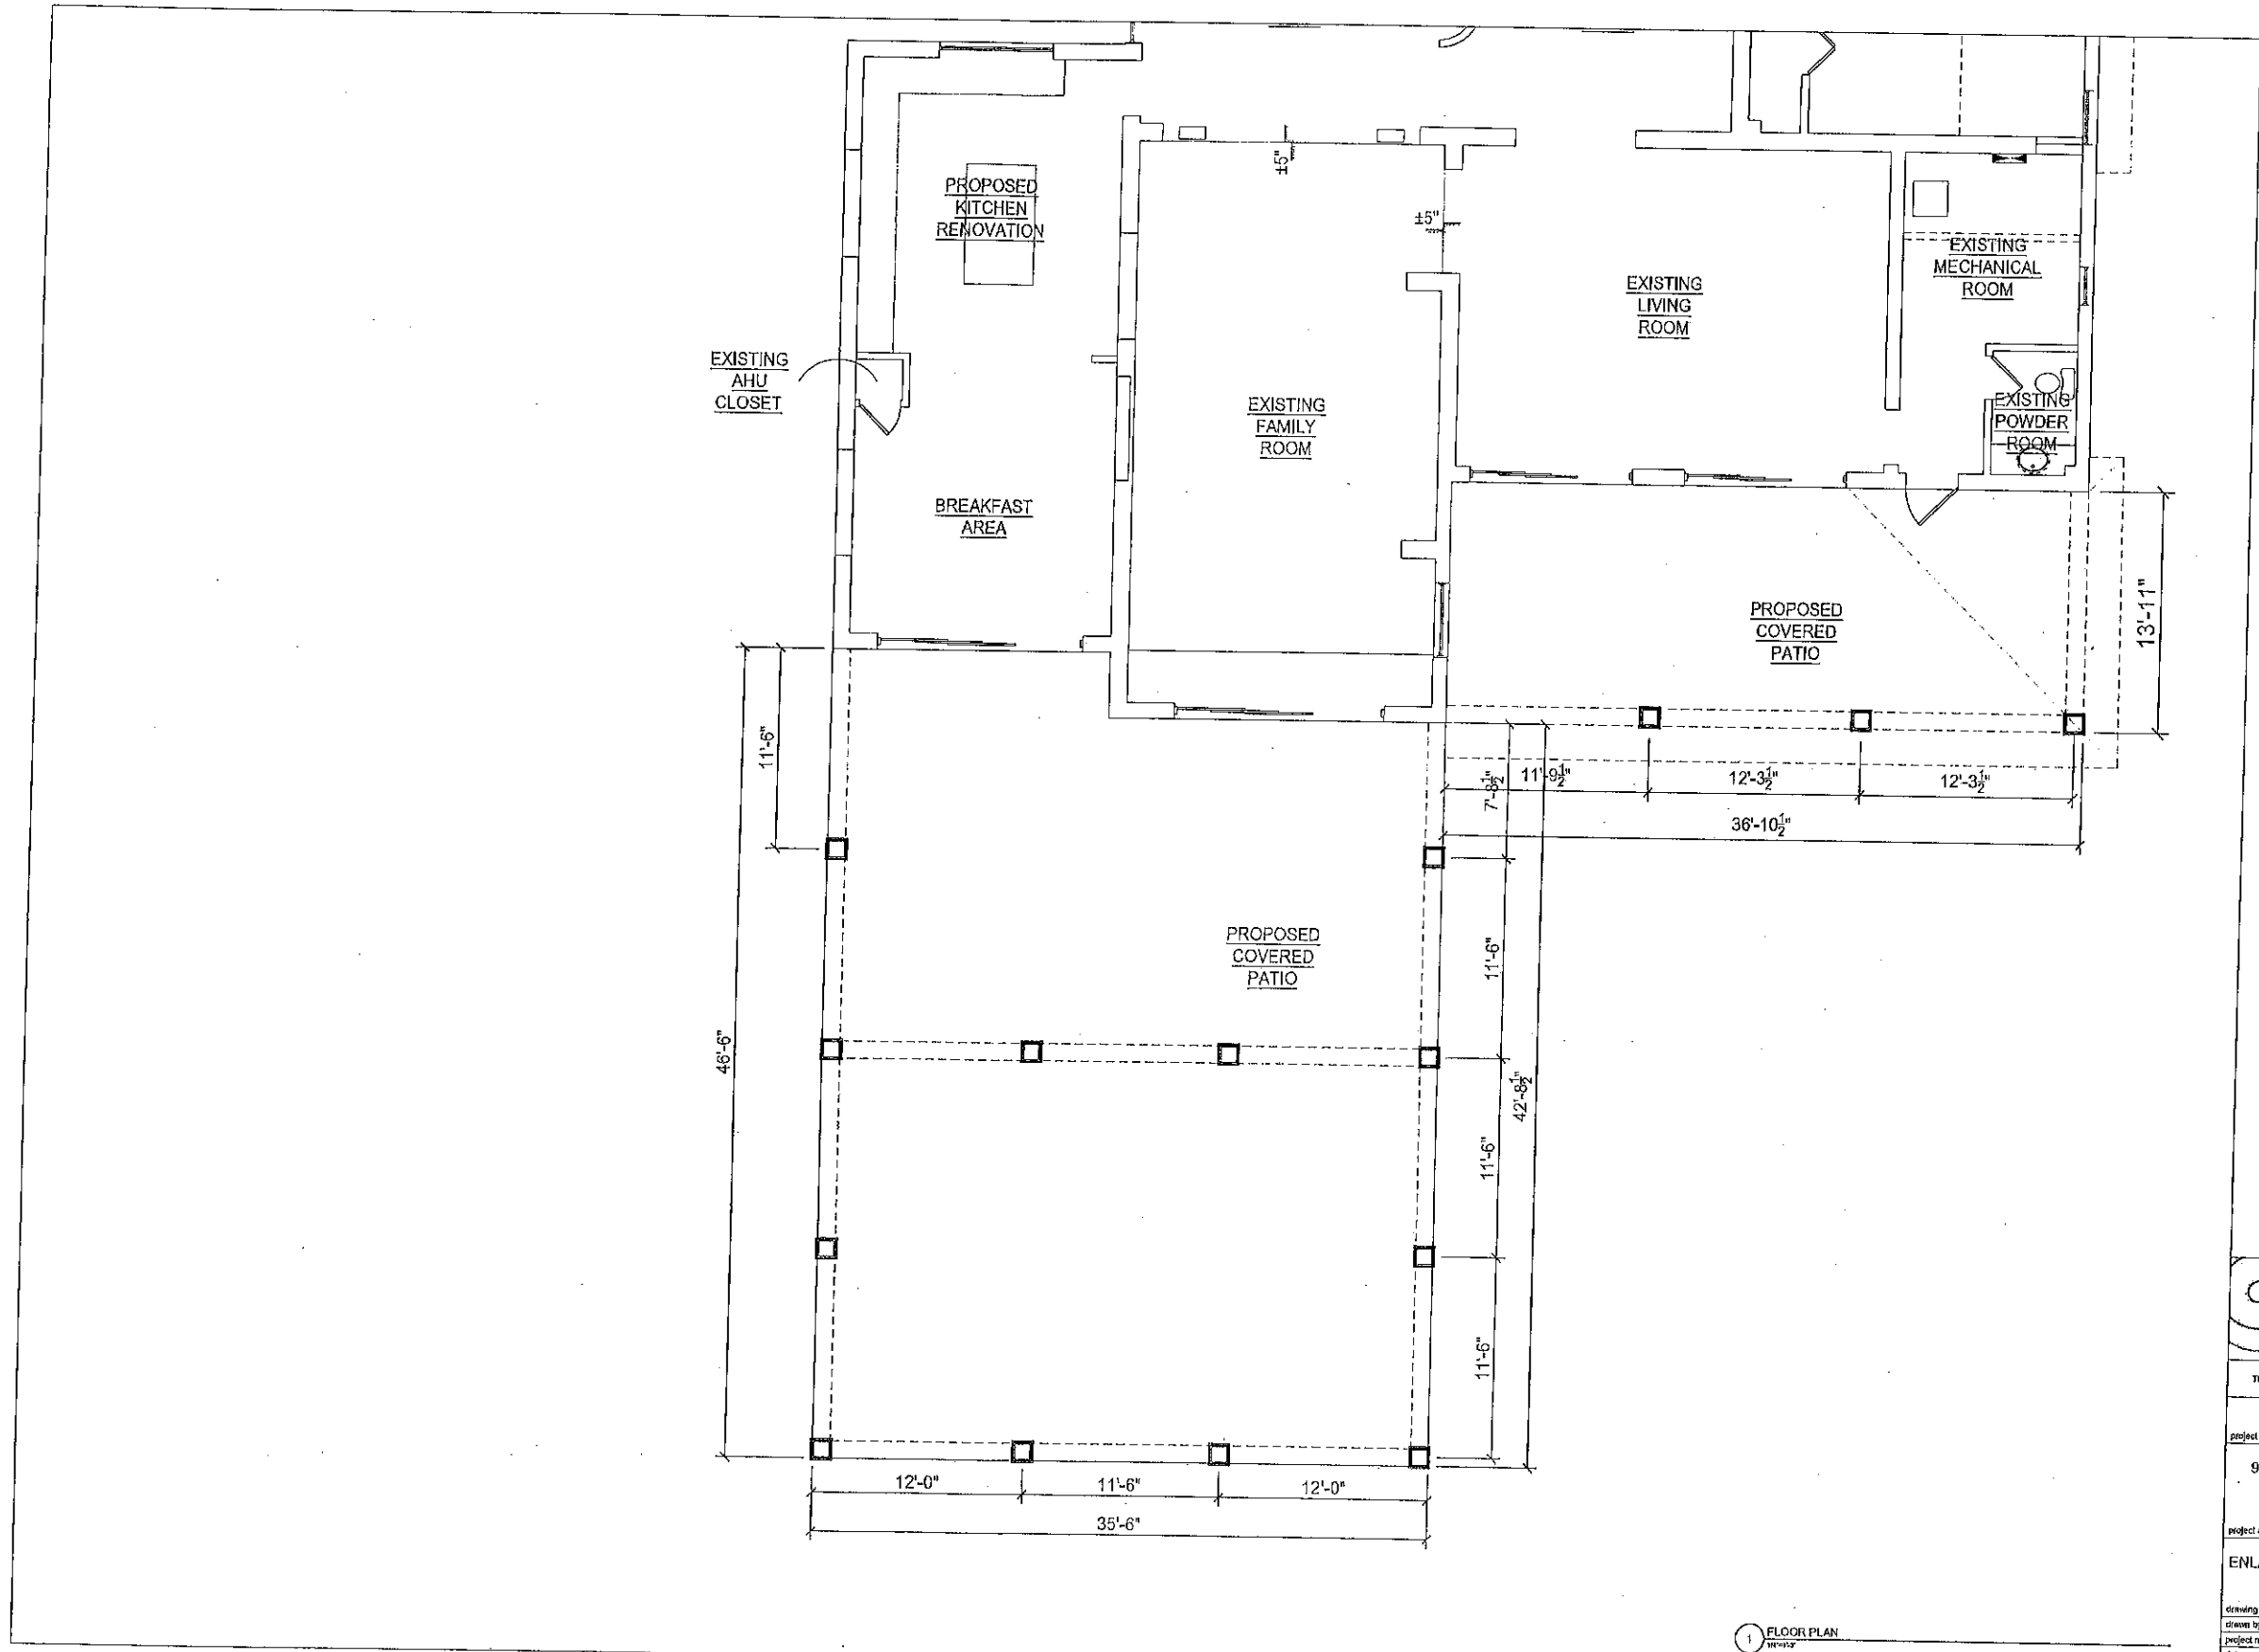 ±5"
PROPOSED
KITCHEN
RENOVATION
±5"
EXISTING
MECHANICAL
ROOM
EXISTING
LIVING
ROOM
EXISTING
AHU
CLOSET
EXISTING
FAMILY
ROOM
EXISTING
POWDER
ROOM
BREAKFAST
AREA
PROPOSED
COVERED
PATIO
13'-11"
11'-6"
7'-8½"
11'-9½"
12'-3½"
12'-3½"
36'-10½"
PROPOSED
COVERED
PATIO
11'-6"
46'-6"
42'-8½"
11'-6"
11'-6"
12'-0"
11'-6"
12'-0"
35'-6"
project
9
project
ENL
drawing
drawn b
project
1
FLOOR PLAN